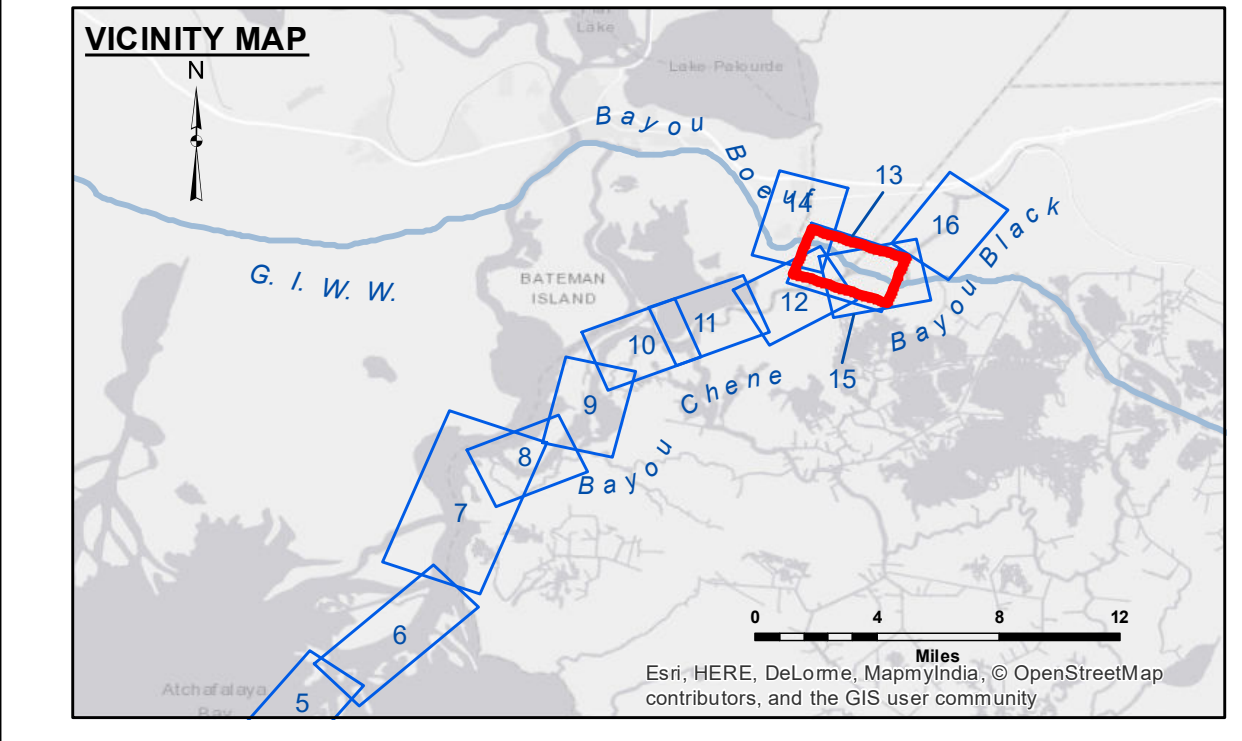 VICINITY MAP
N
Flat
Lake
Lake Palourde
Bayou
Boeuf
13
14
16
Bayou Black
G. I. W. W.
BATEMAN
ISLAND
12
11
10
15
Bayou Chene
9
8
7
6
5
Atchafalaya
Bay
0 4 8 12
Miles
Esri, HERE, DeLorme, MapmyIndia, © OpenStreetMap
contributors, and the GIS user community